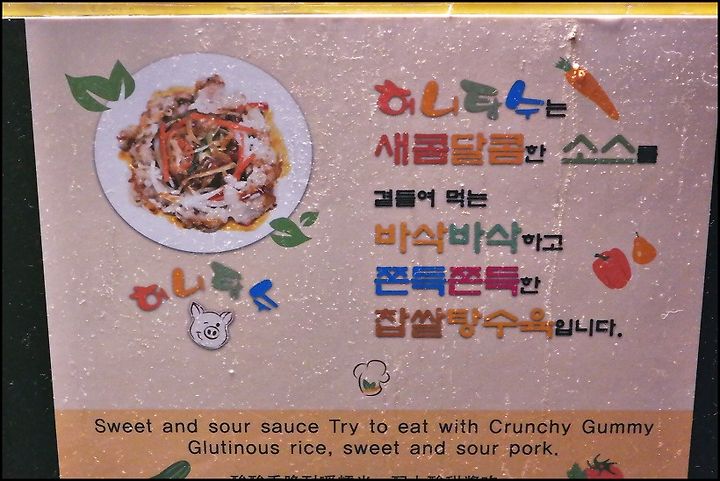 허니탕수는
새콤달콤한 소스를
곁들여 먹는
바삭바삭하고
쫀득쫀득한
찹쌀탕수육입니다.
허니탕수
Sweet and sour sauce Try to eat with Crunchy Gummy
Glutinous rice, sweet and sour pork.